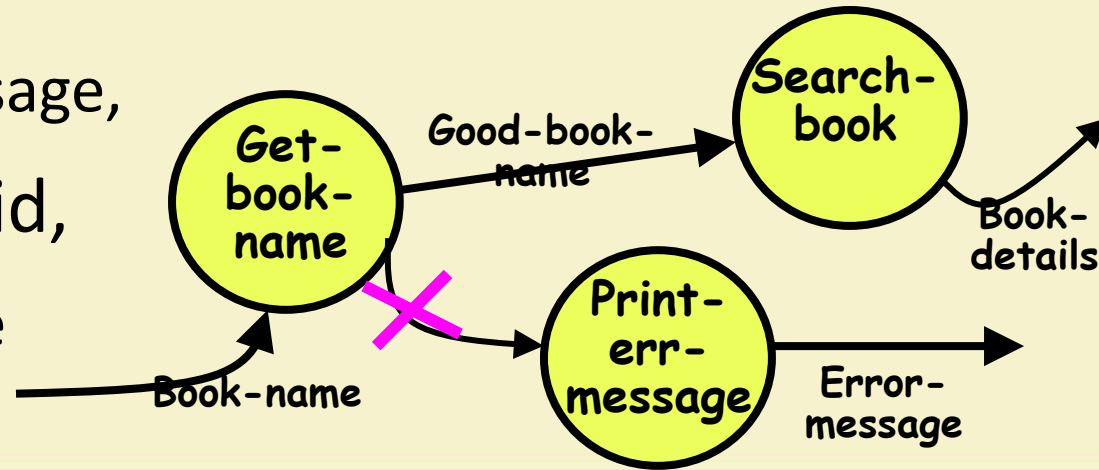 sage,
id,
e
Get-
book-
name
Good-book-
name
Search-
book
Book-
details
Book-name
Print-
err-
message
Error-
message